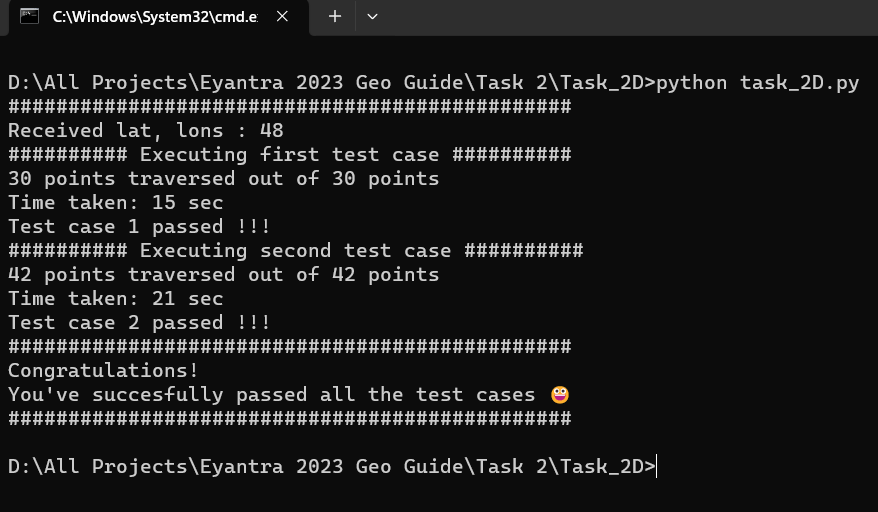 C:\Windows\System32\cmd.e
D:\All Projects\Eyantra 2023 Geo Guide\Task 2\Task_2D>python task_2D.py
###############################################
Received lat, lons : 48
########## Executing first test case ##########
30 points traversed out of 30 points
Time taken: 15 sec
Test case 1 passed !!!
########## Executing second test case ##########
42 points traversed out of 42 points
Time taken: 21 sec
Test case 2 passed !!!
###############################################
Congratulations!
You've succesfully passed all the test cases 😀
###############################################
D:\All Projects\Eyantra 2023 Geo Guide\Task 2\Task_2D>